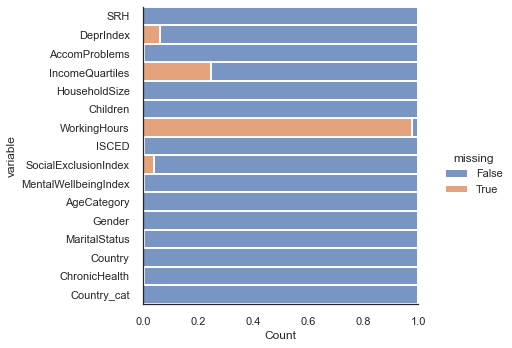 SRH
DeprIndex
AccomProblems
IncomeQuartiles
HouseholdSize
Children
WorkingHours
ISCED
SocialExclusionIndex
MentalWellbeingIndex
AgeCategory
Gender
MaritalStatus
Country
ChronicHealth
Country_cat
variable
0.0 0.2 0.4 0.6 0.8 1.0
Count
missing
False
True